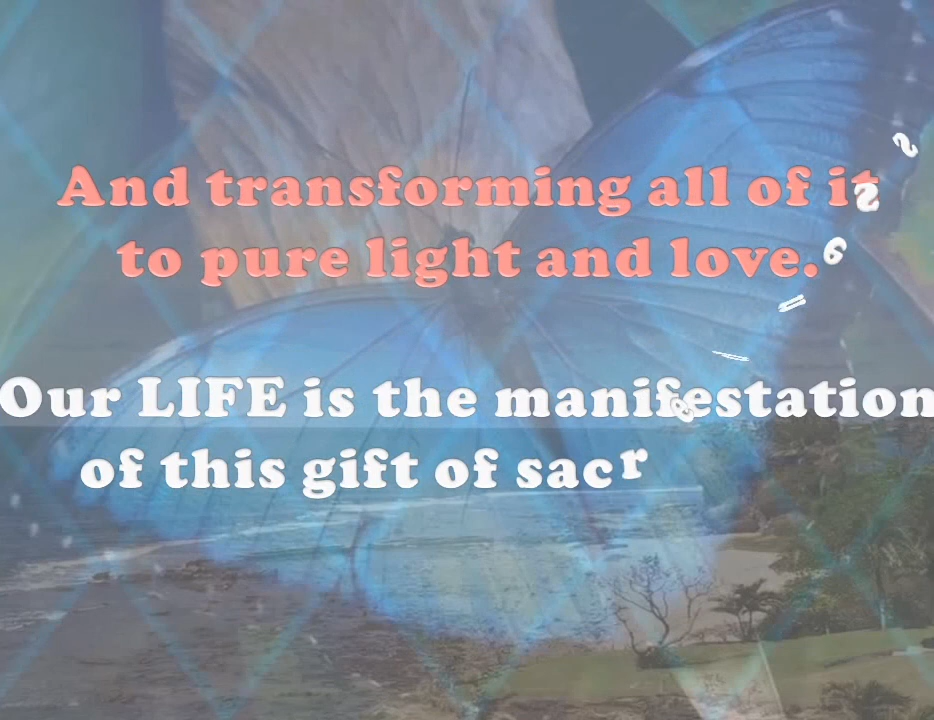 And transforming all of it
to pure light and love.
Our LIFE is the manifestation
of this gift of sacr